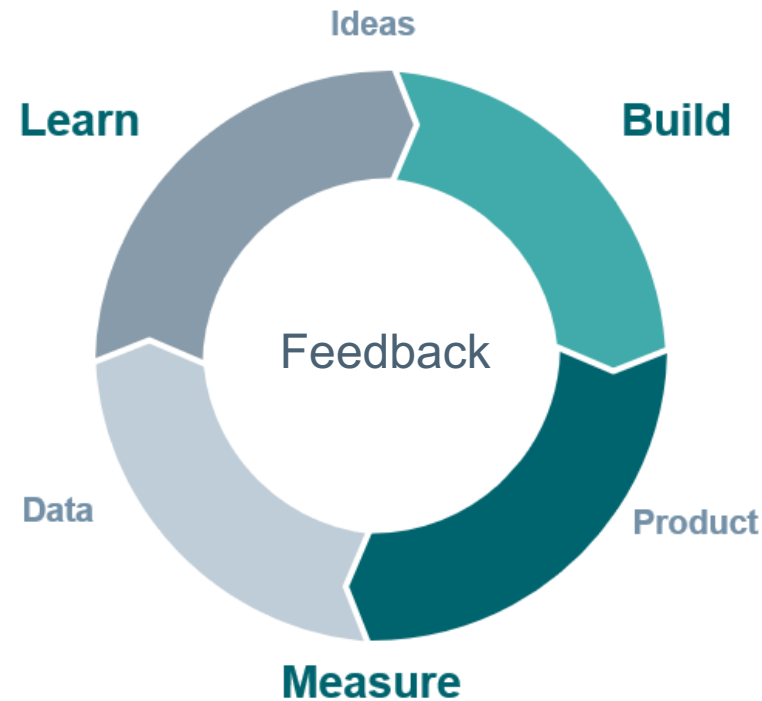 Ideas
Learn
Build
Feedback
Data
Product
Measure